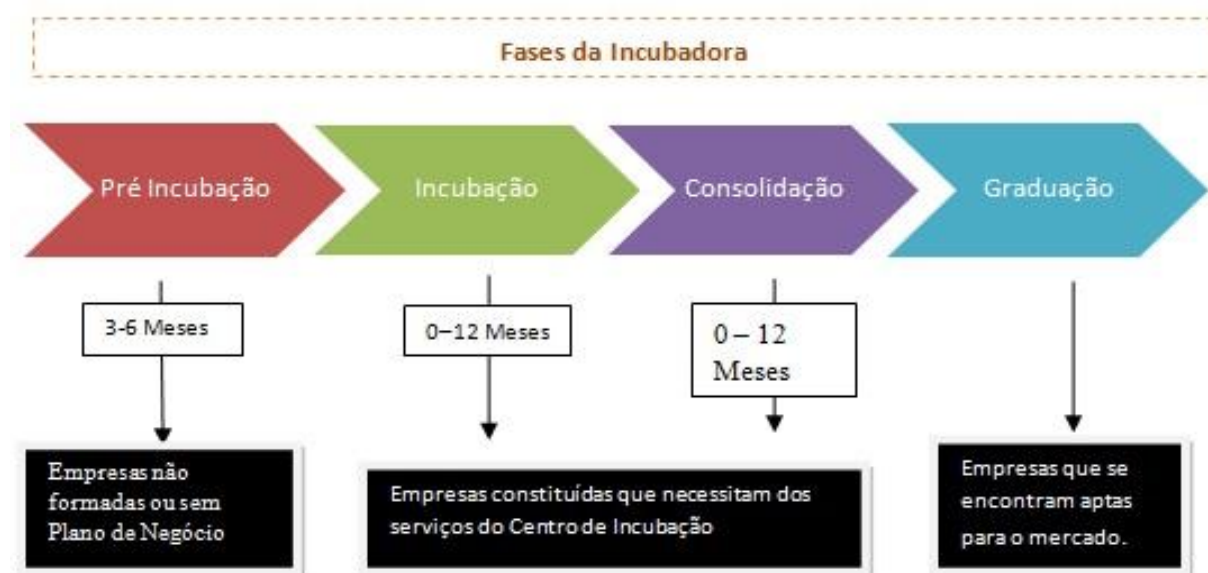 Fases da Incubadora
Pré Incubação
Incubação
Consolidação
Graduação
3-6 Meses
0–12 Meses
0 – 12
Meses
Empresas não
formadas ou sem
Plano de Negócio
Empresas constituídas que necessitam dos
serviços do Centro de Incubação
Empresas que se
encontram aptas
para o mercado.